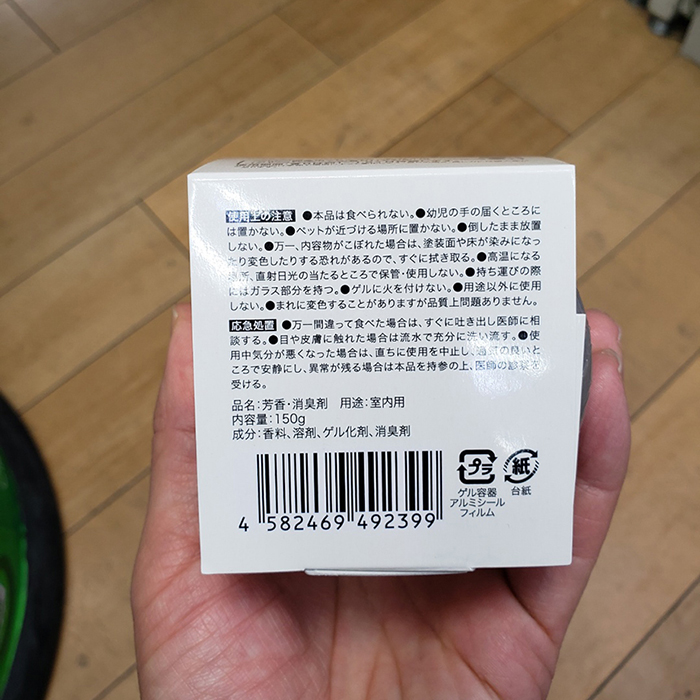 使用上の注意 ●本品は食べられない。●幼児の手の届くところに
は置かない。●ペットが近づける場所に置かない。●倒したまま放置
しない。●万一、内容物がこぼれた場合は、塗装面や床が染みになっ
たり変色したりする恐れがあるので、すぐに拭き取る。●高温になる
場所、直射日光の当たるところで保管・使用しない。●持ち運びの際
にはガラス部分を持つ。●ゲルに火を付けない。●用途以外に使用
しない。●まれに変色することがありますが品質上問題ありません。
応急処置 ●万一間違って食べた場合は、すぐに吐き出し医師に相
談する。●目や皮膚に触れた場合は流水で充分に洗い流す。●使
用中気分が悪くなった場合は、直ちに使用を中止し、通気の良いと
ころで安静にし、異常が残る場合は本品を持参の上、医師の診察を
受ける。
品名：芳香・消臭剤 用途：室内用
内容量：150g
成分：香料、溶剤、ゲル化剤、消臭剤
プラ 紙
ゲル容器 台紙
アルミシール
フィルム
4 582469 492399